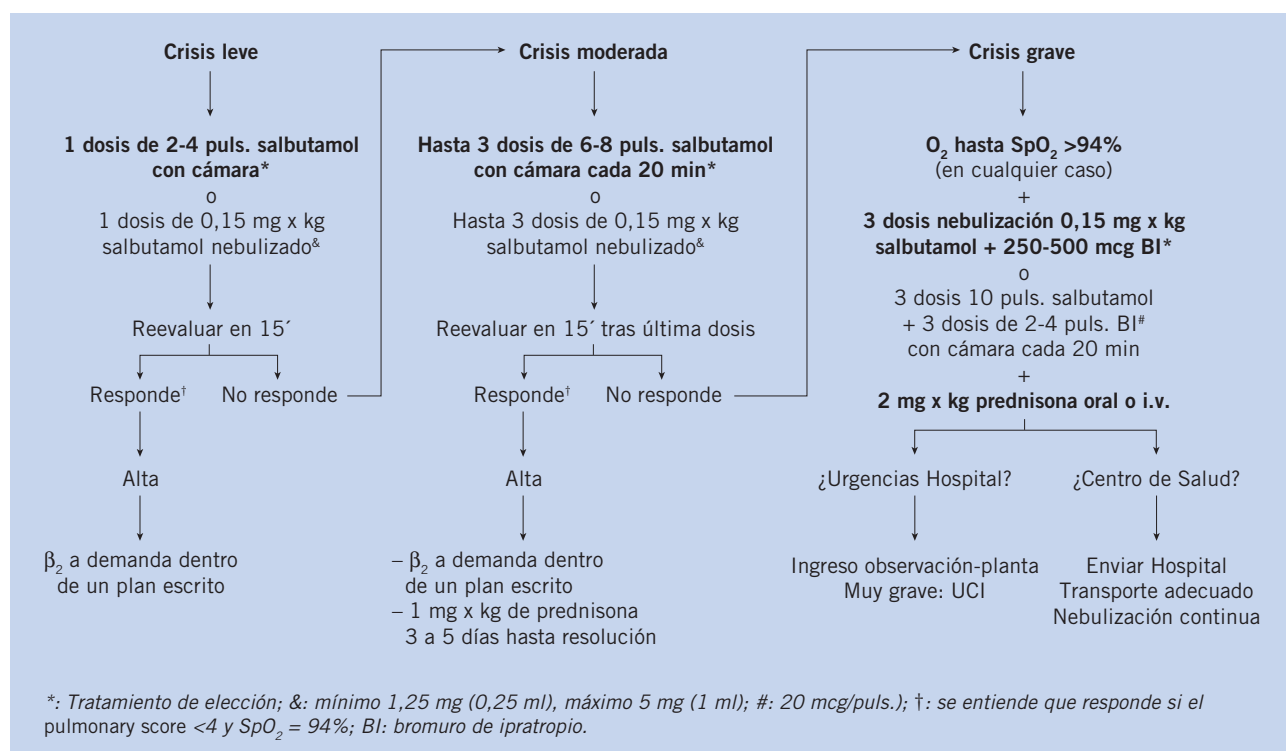 Crisis leve
1 dosis de 2-4 puls. salbutamol
con cámara*
o
1 dosis de 0,15 mg x kg
salbutamol nebulizado&
Reevaluar en 15´
Responde†
No responde
Alta
β2 a demanda dentro
de un plan escrito
Crisis moderada
Hasta 3 dosis de 6-8 puls. salbutamol
con cámara cada 20 min*
o
Hasta 3 dosis de 0,15 mg x kg
salbutamol nebulizado&
Reevaluar en 15´ tras última dosis
Responde†
No responde
Alta
– β2 a demanda dentro
de un plan escrito
– 1 mg x kg de prednisona
3 a 5 días hasta resolución
Crisis grave
O2 hasta SpO2 >94%
(en cualquier caso)
+
3 dosis nebulización 0,15 mg x kg
salbutamol + 250-500 mcg BI*
o
3 dosis 10 puls. salbutamol
+ 3 dosis de 2-4 puls. BI#
con cámara cada 20 min
+
2 mg x kg prednisona oral o i.v.
¿Urgencias Hospital?
Ingreso observación-planta
Muy grave: UCI
¿Centro de Salud?
Enviar Hospital
Transporte adecuado
Nebulización continua
*: Tratamiento de elección; &: mínimo 1,25 mg (0,25 ml), máximo 5 mg (1 ml); #: 20 mcg/puls.); †: se entiende que responde si el
pulmonary score <4 y SpO2 = 94%; BI: bromuro de ipratropio.